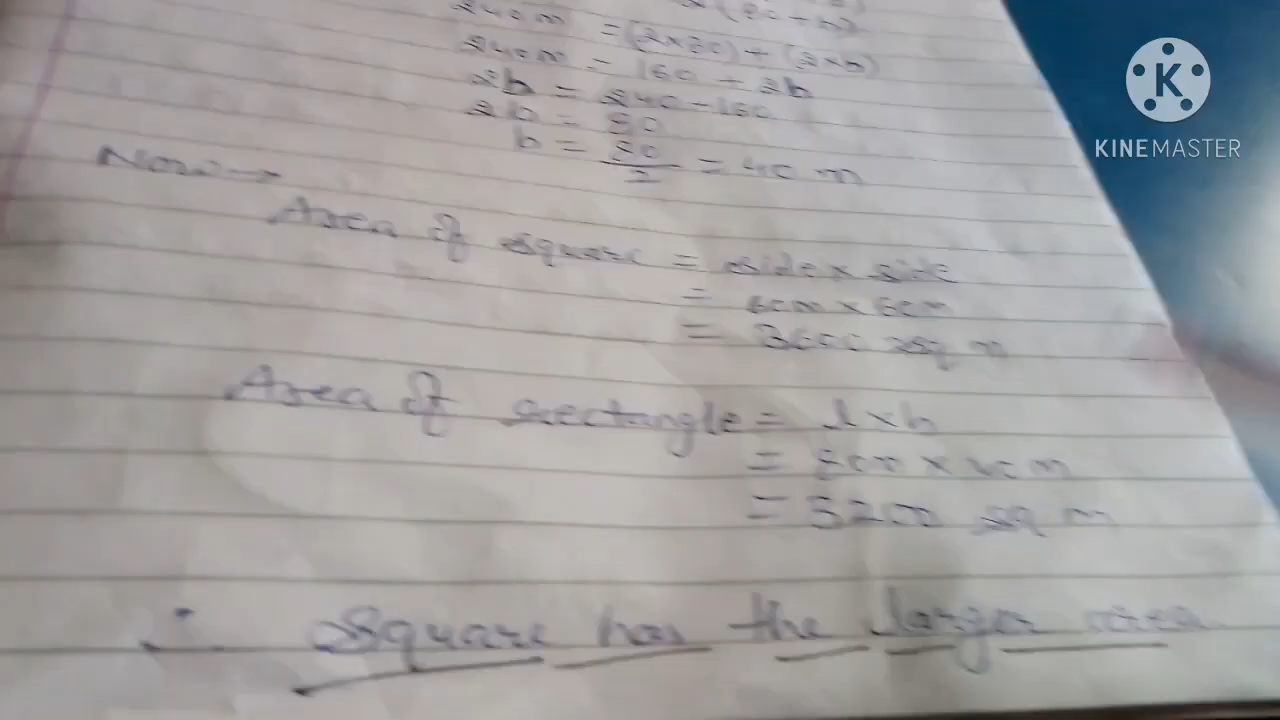 240m = (2×80) + (2×b)
240m = 160 + 2b
2b = 240 - 160
2b = 80
b = 80/2 = 40 m
Now →
Area of square = side × side
= 60m × 60m
= 3600 sq m
Area of rectangle = l × b
= 80m × 40m
= 3200 sq m
∴ Square has the larger area
KINEMASTER